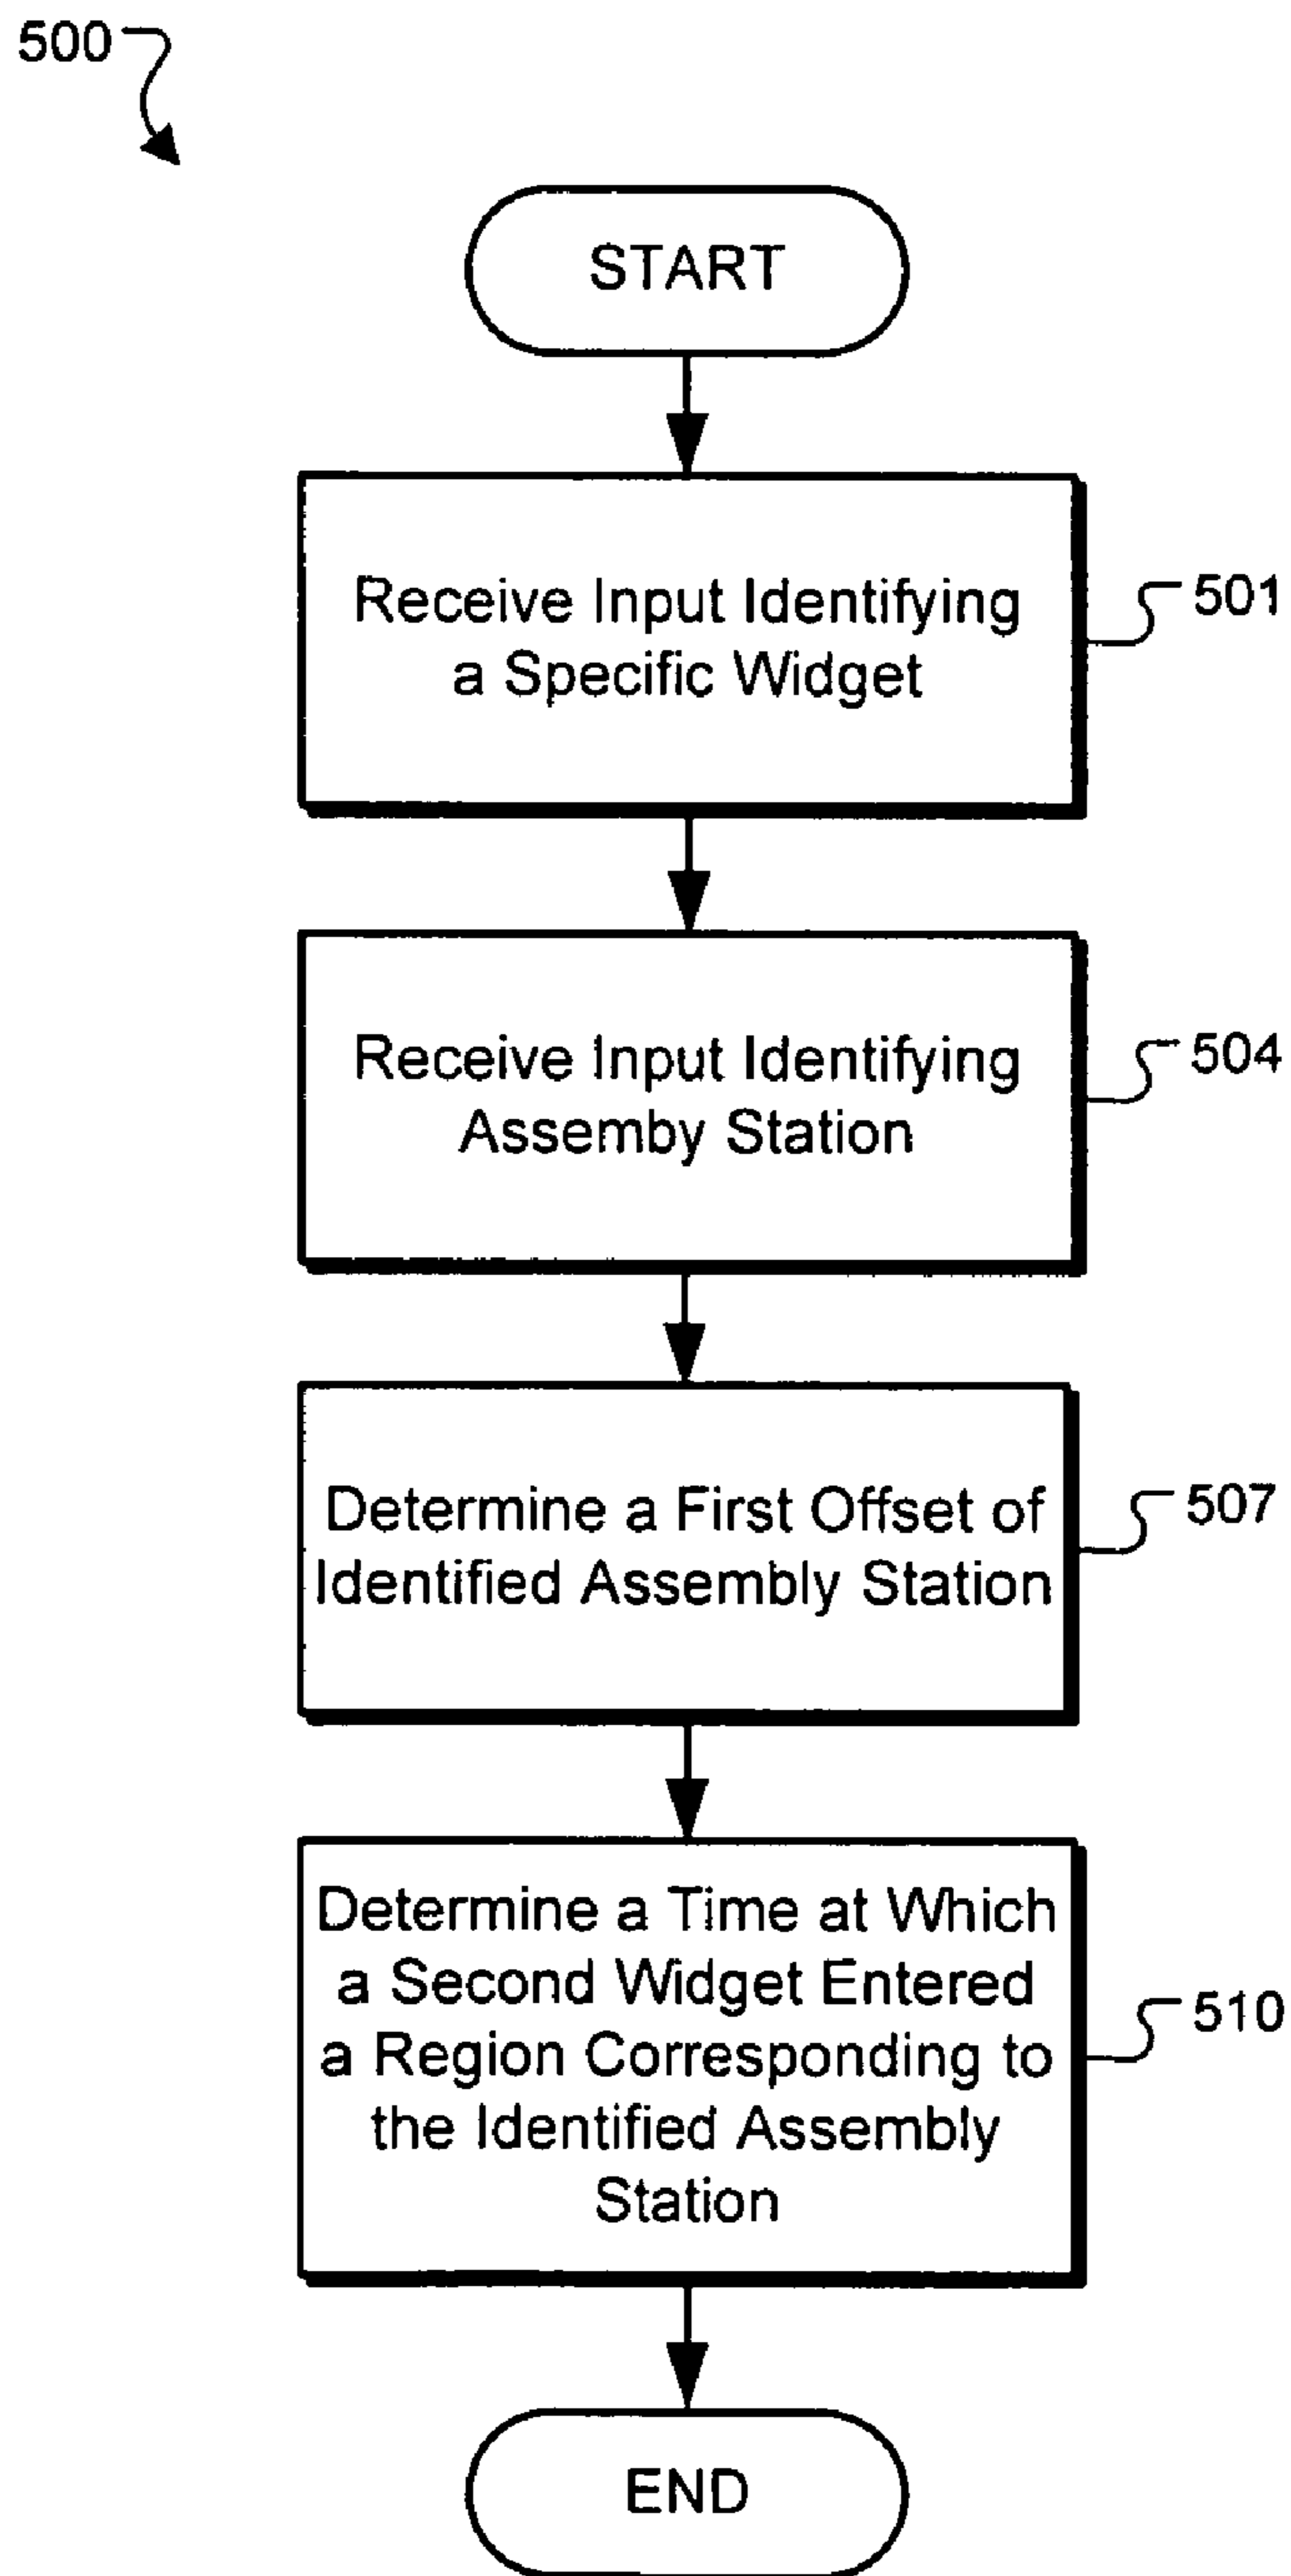 500
START
Receive Input Identifying
a Specific Widget
501
Receive Input Identifying
Assemby Station
504
Determine a First Offset of
Identified Assembly Station
507
Determine a Time at Which
a Second Widget Entered
a Region Corresponding to
the Identified Assembly
Station
510
END